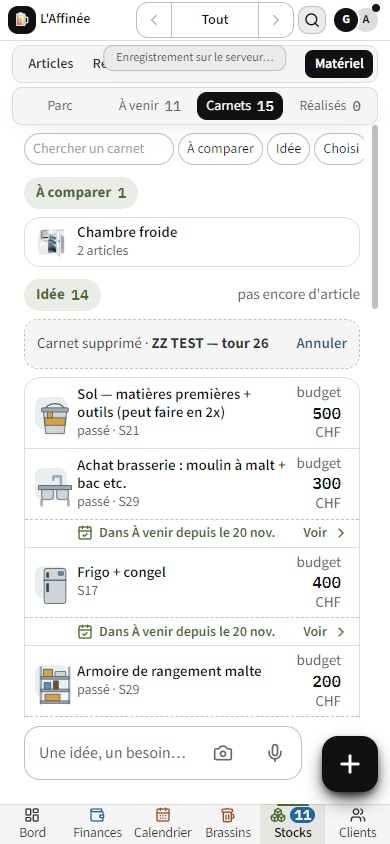 L'Affinée
Tout
G
A
Articles
Enregistrement sur le serveur…
Matériel
Parc
À venir 11
Carnets 15
Réalisés 0
Chercher un carnet
À comparer
Idée
Choisi
À comparer 1
Chambre froide
2 articles
Idée 14
pas encore d'article
Carnet supprimé · ZZ TEST — tour 26
Annuler
Sol — matières premières +
outils (peut faire en 2x)
passé · S21
budget
500
CHF
Achat brasserie : moulin à malt +
bac etc.
passé · S29
budget
300
CHF
Dans À venir depuis le 20 nov.
Voir
Frigo + congel
S17
budget
400
CHF
Dans À venir depuis le 20 nov.
Voir
Armoire de rangement malte
passé · S29
budget
200
CHF
Une idée, un besoin…
Bord
Finances
Calendrier
Brassins
11
Stocks
Clients